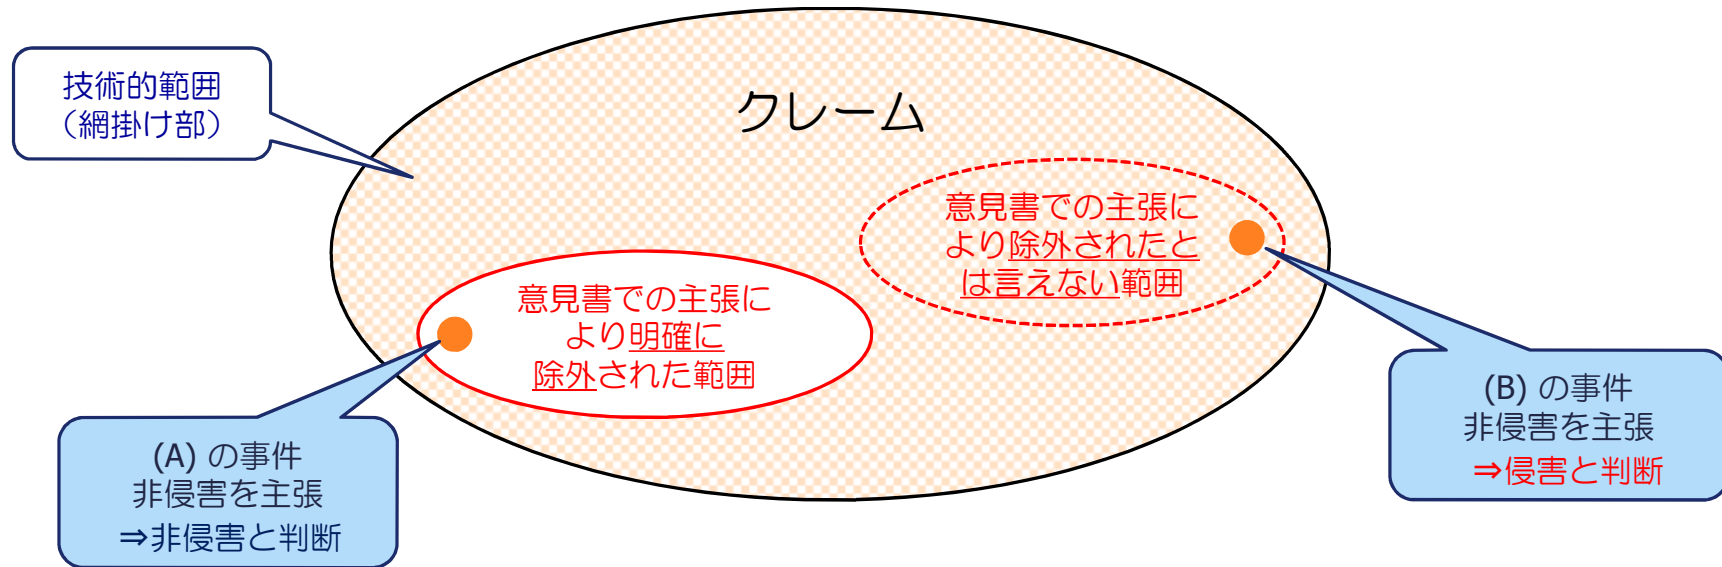 技術的範囲
（網掛け部）
クレーム
意見書での主張に
より除外されたと
は言えない範囲
意見書での主張に
より明確に
除外された範囲
(A) の事件
非侵害を主張
⇒非侵害と判断
(B) の事件
非侵害を主張
⇒侵害と判断